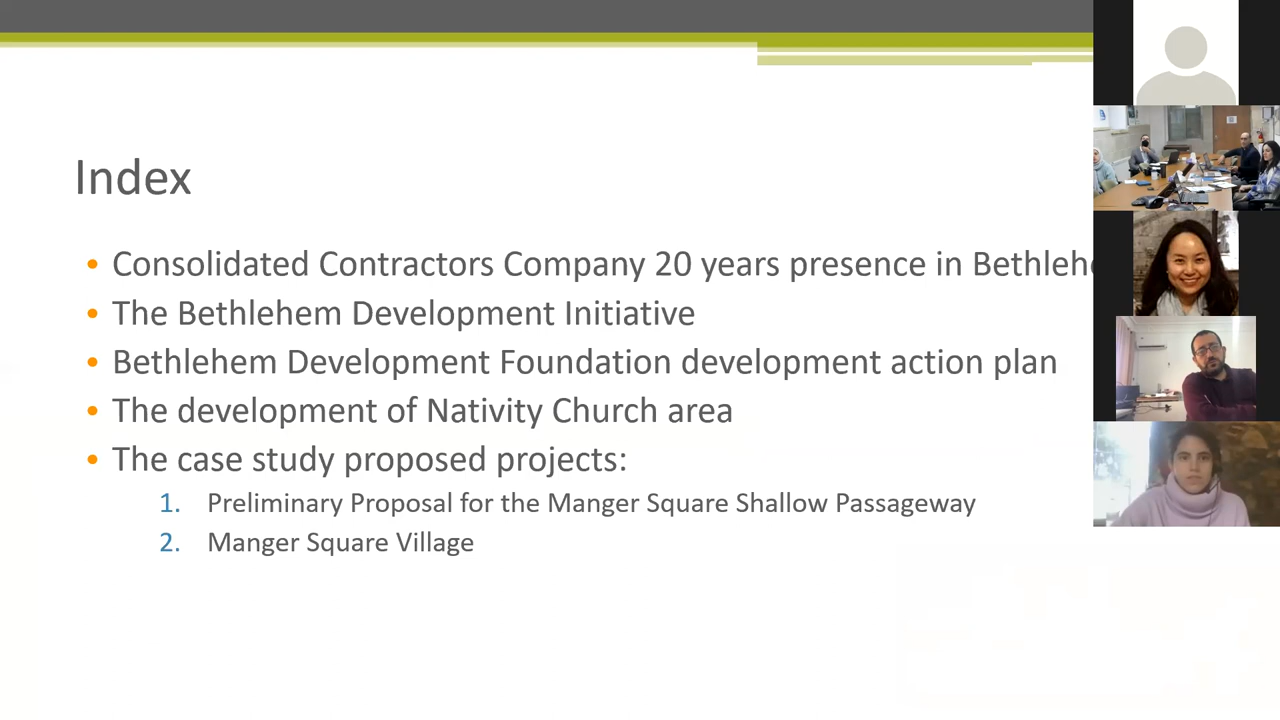 Index
• Consolidated Contractors Company 20 years presence in
• The Bethlehem Development Initiative
• Bethlehem Development Foundation development action plan
• The development of Nativity Church area
• The case study proposed projects:
1. Preliminary Proposal for the Manger Square Shallow Passageway
2. Manger Square Village